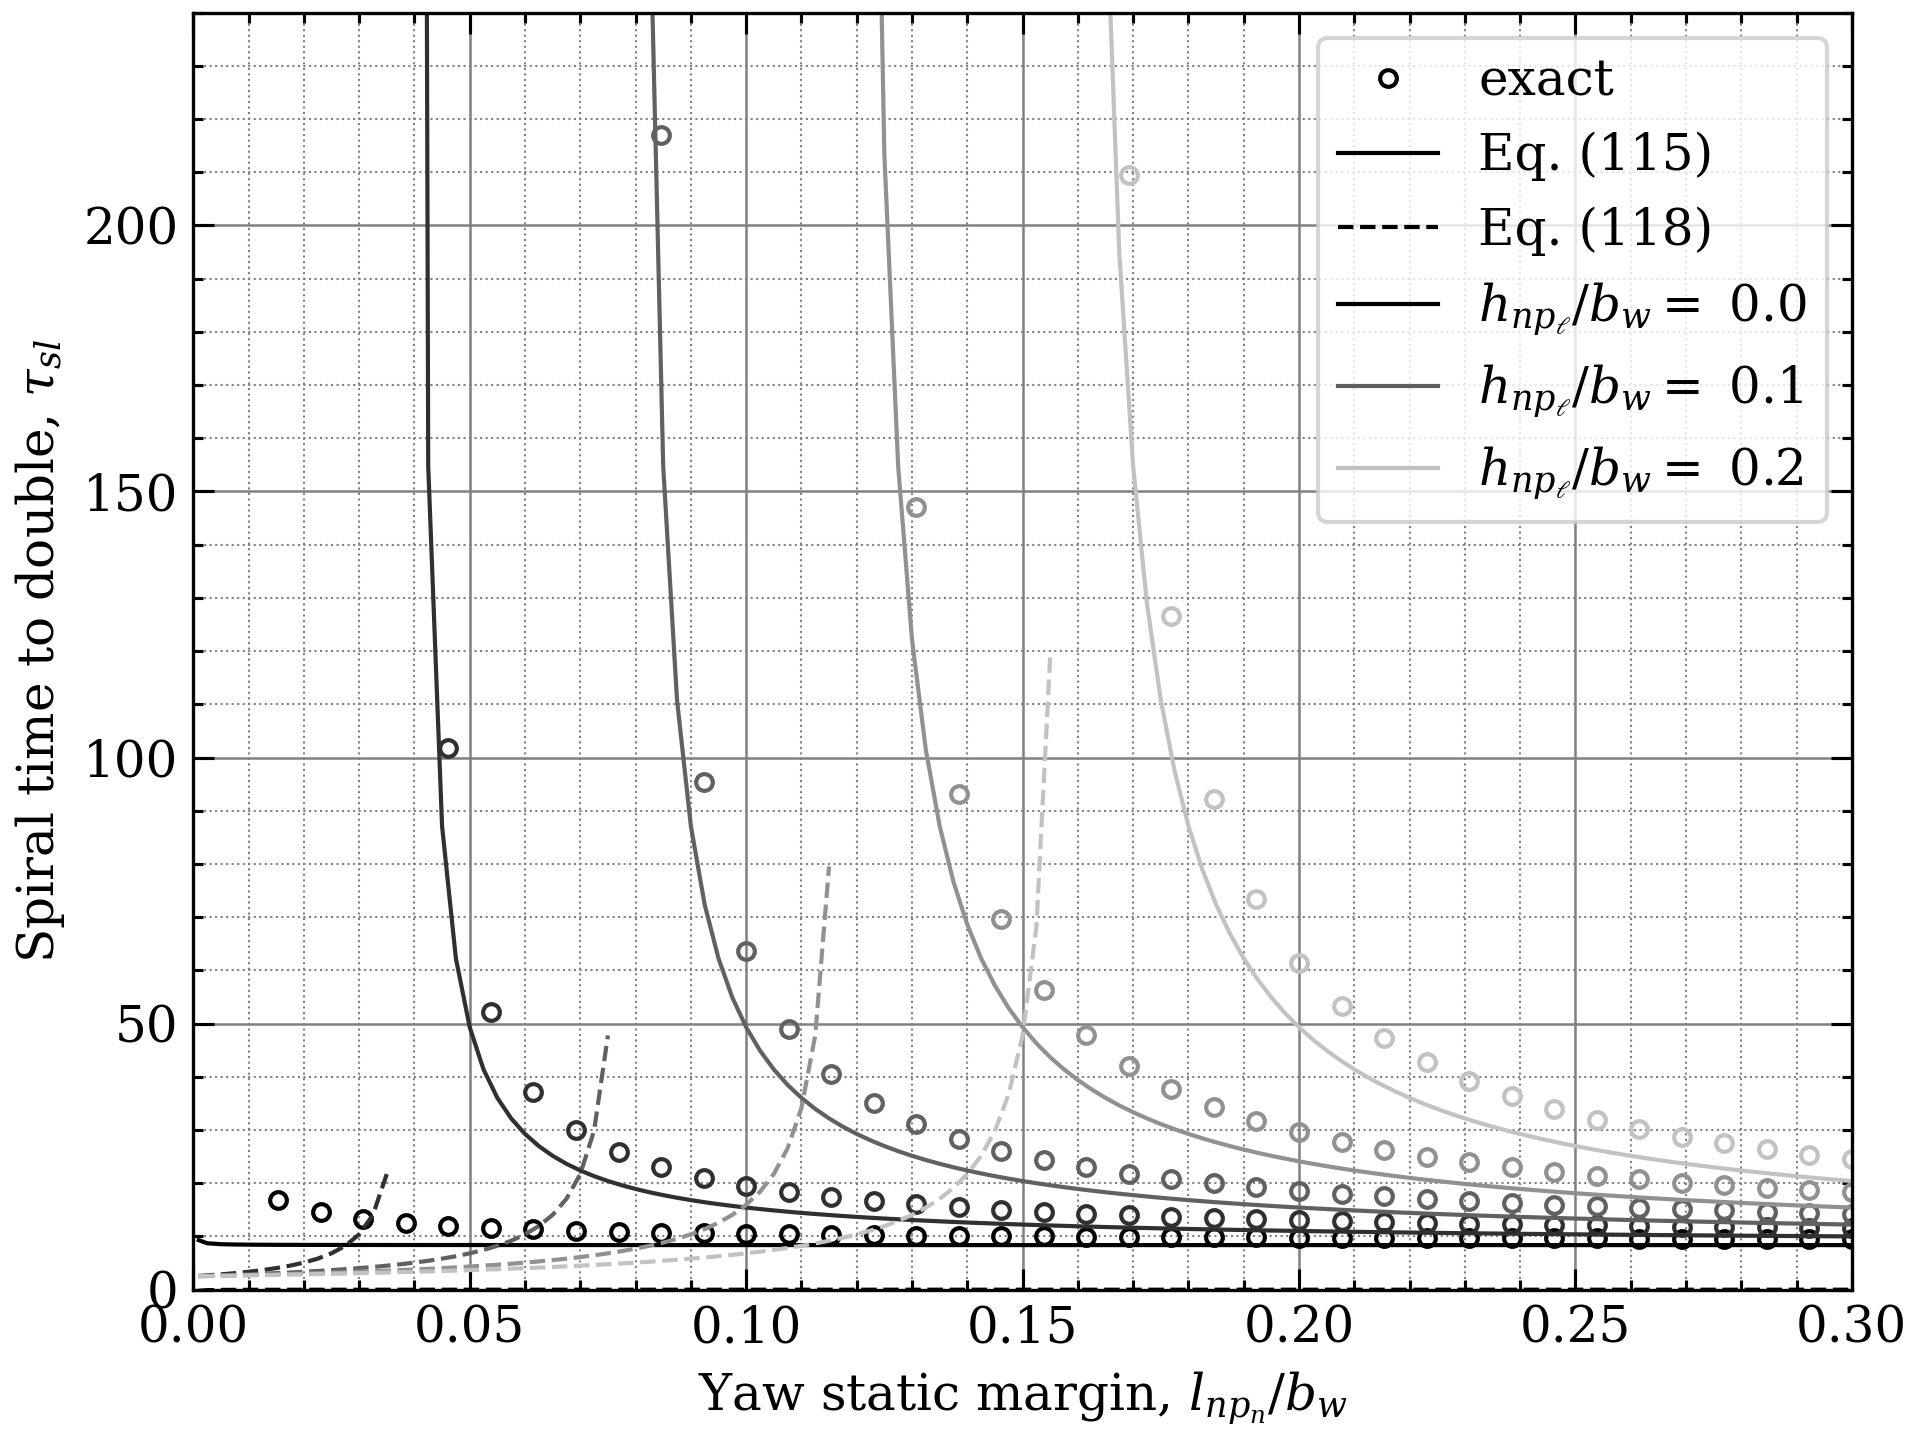 exact
Eq. (115)
Eq. (118)
h_{np_ℓ}/b_w = 0.0
h_{np_ℓ}/b_w = 0.1
h_{np_ℓ}/b_w = 0.2
Spiral time to double, τ_{sl}
200
150
100
50
0
0.00 0.05 0.10 0.15 0.20 0.25 0.30
Yaw static margin, l_{np_n}/b_w